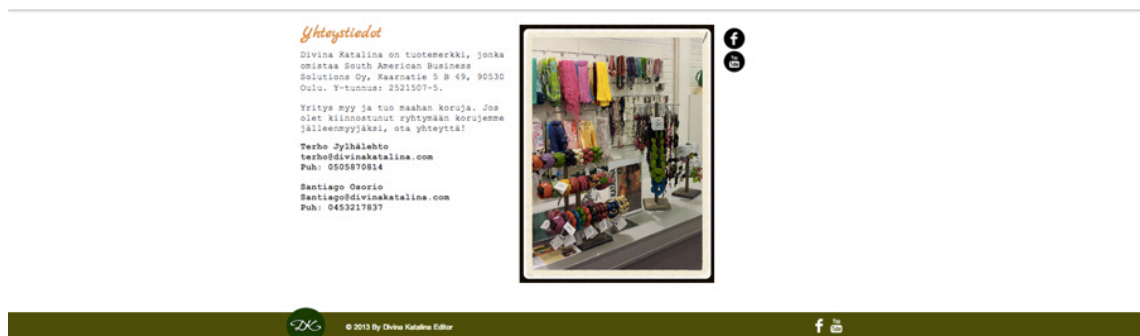 Yhteystiedot
Divina Katalina on tuotemerkki, jonka
omistaa South American Business
Solutions Oy, Kaarnatie 5 B 49, 90530
Oulu. Y-tunnus: 2521507-5.
Yritys myy ja tuo maahan koruja. Jos
olet kiinnostunut ryhtymään korujemme
jälleenmyyjäksi, ota yhteyttä!
Terho Jylhälehto
terho@divinakatalina.com
Puh: 0505870814
Santiago Osorio
Santiago@divinakatalina.com
Puh: 0453217837
DK
© 2013 By Divina Katalina Editor